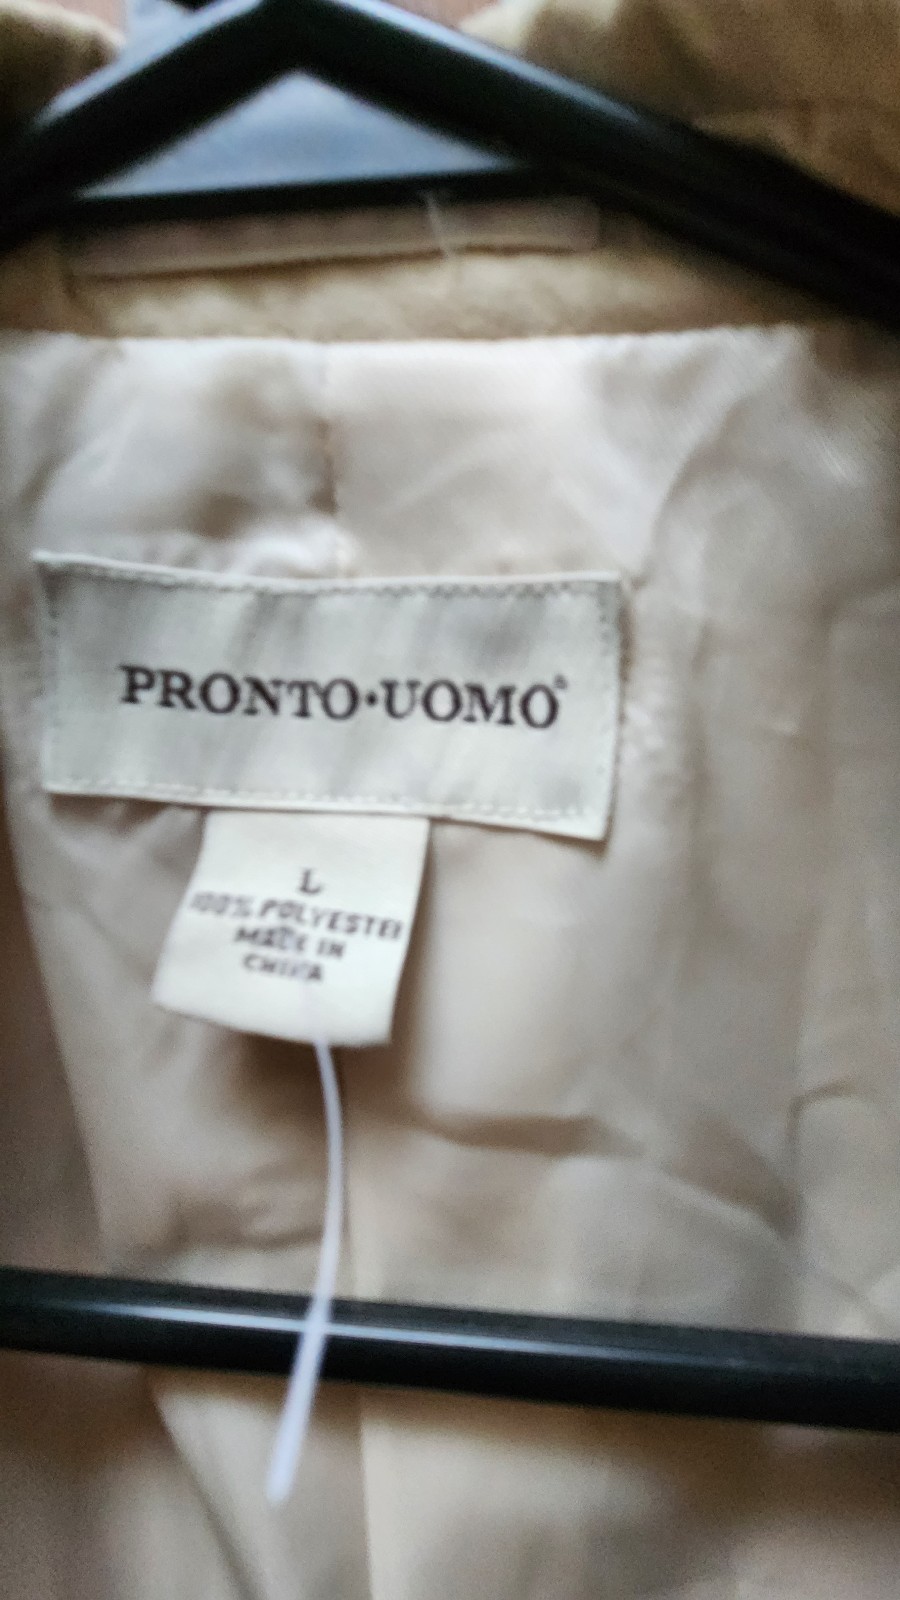 PRONTO•UOMO®
L
100% POLYESTER
MADE IN
CHINA